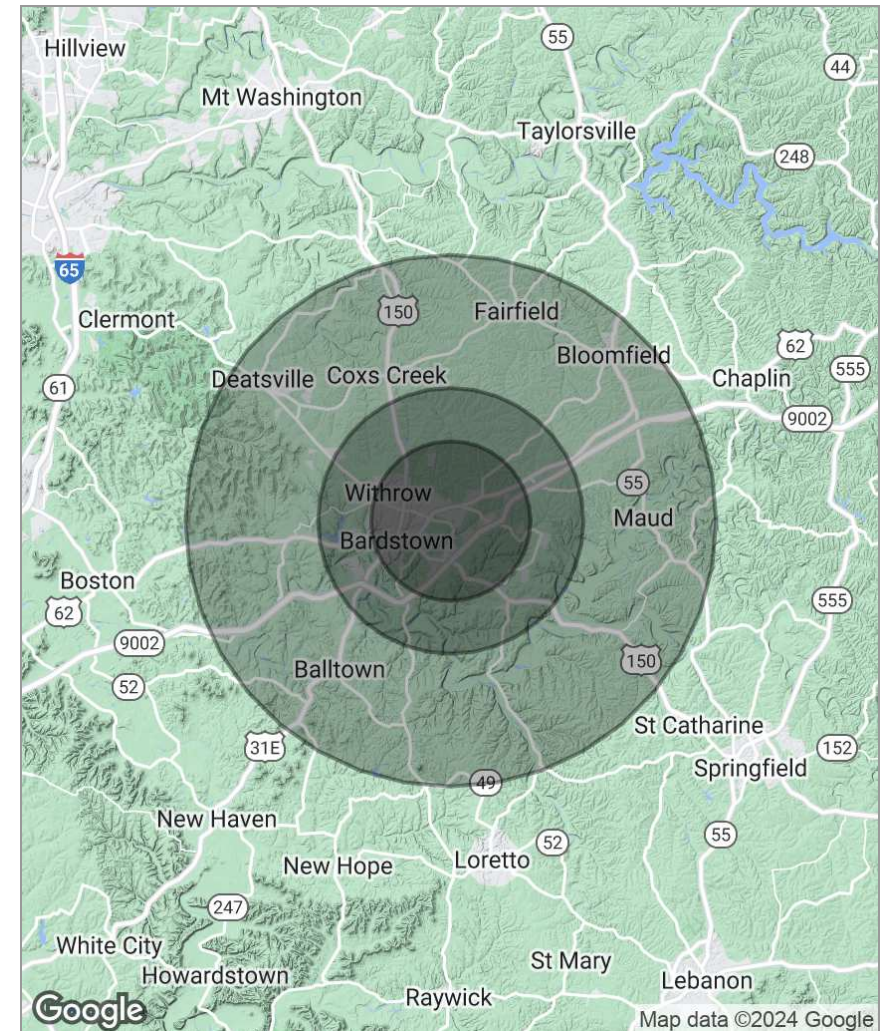 Hillview
55
44
Mt Washington
Taylorsville
248
65
150
Fairfield
Clermont
Bloomfield
62
Deatsville
Coxs Creek
Chaplin
555
61
9002
55
Withrow
Maud
Bardstown
Boston
62
555
9002
150
Balltown
52
St Catharine
31E
152
Springfield
49
New Haven
55
52
New Hope
Loretto
247
White City
St Mary
Howardstown
Lebanon
Raywick
Google
Map data ©2024 Google